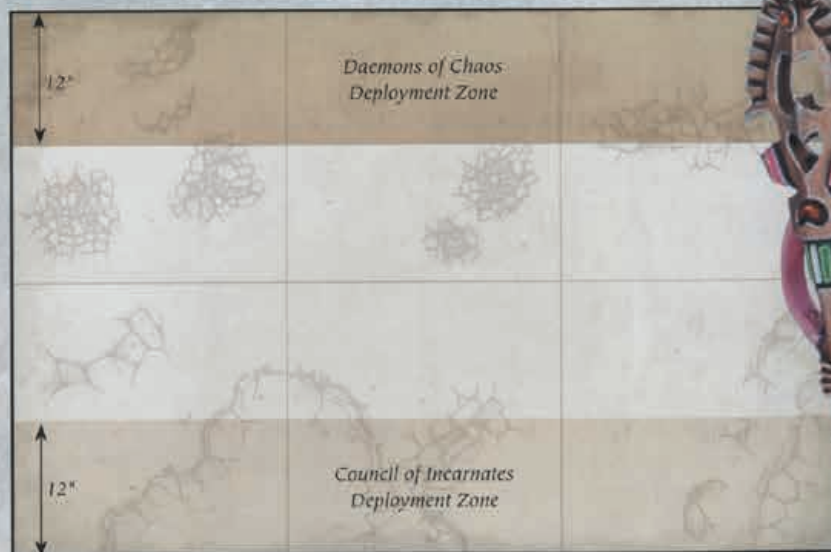 12"
Daemons of Chaos
Deployment Zone
12"
Council of Incarnates
Deployment Zone